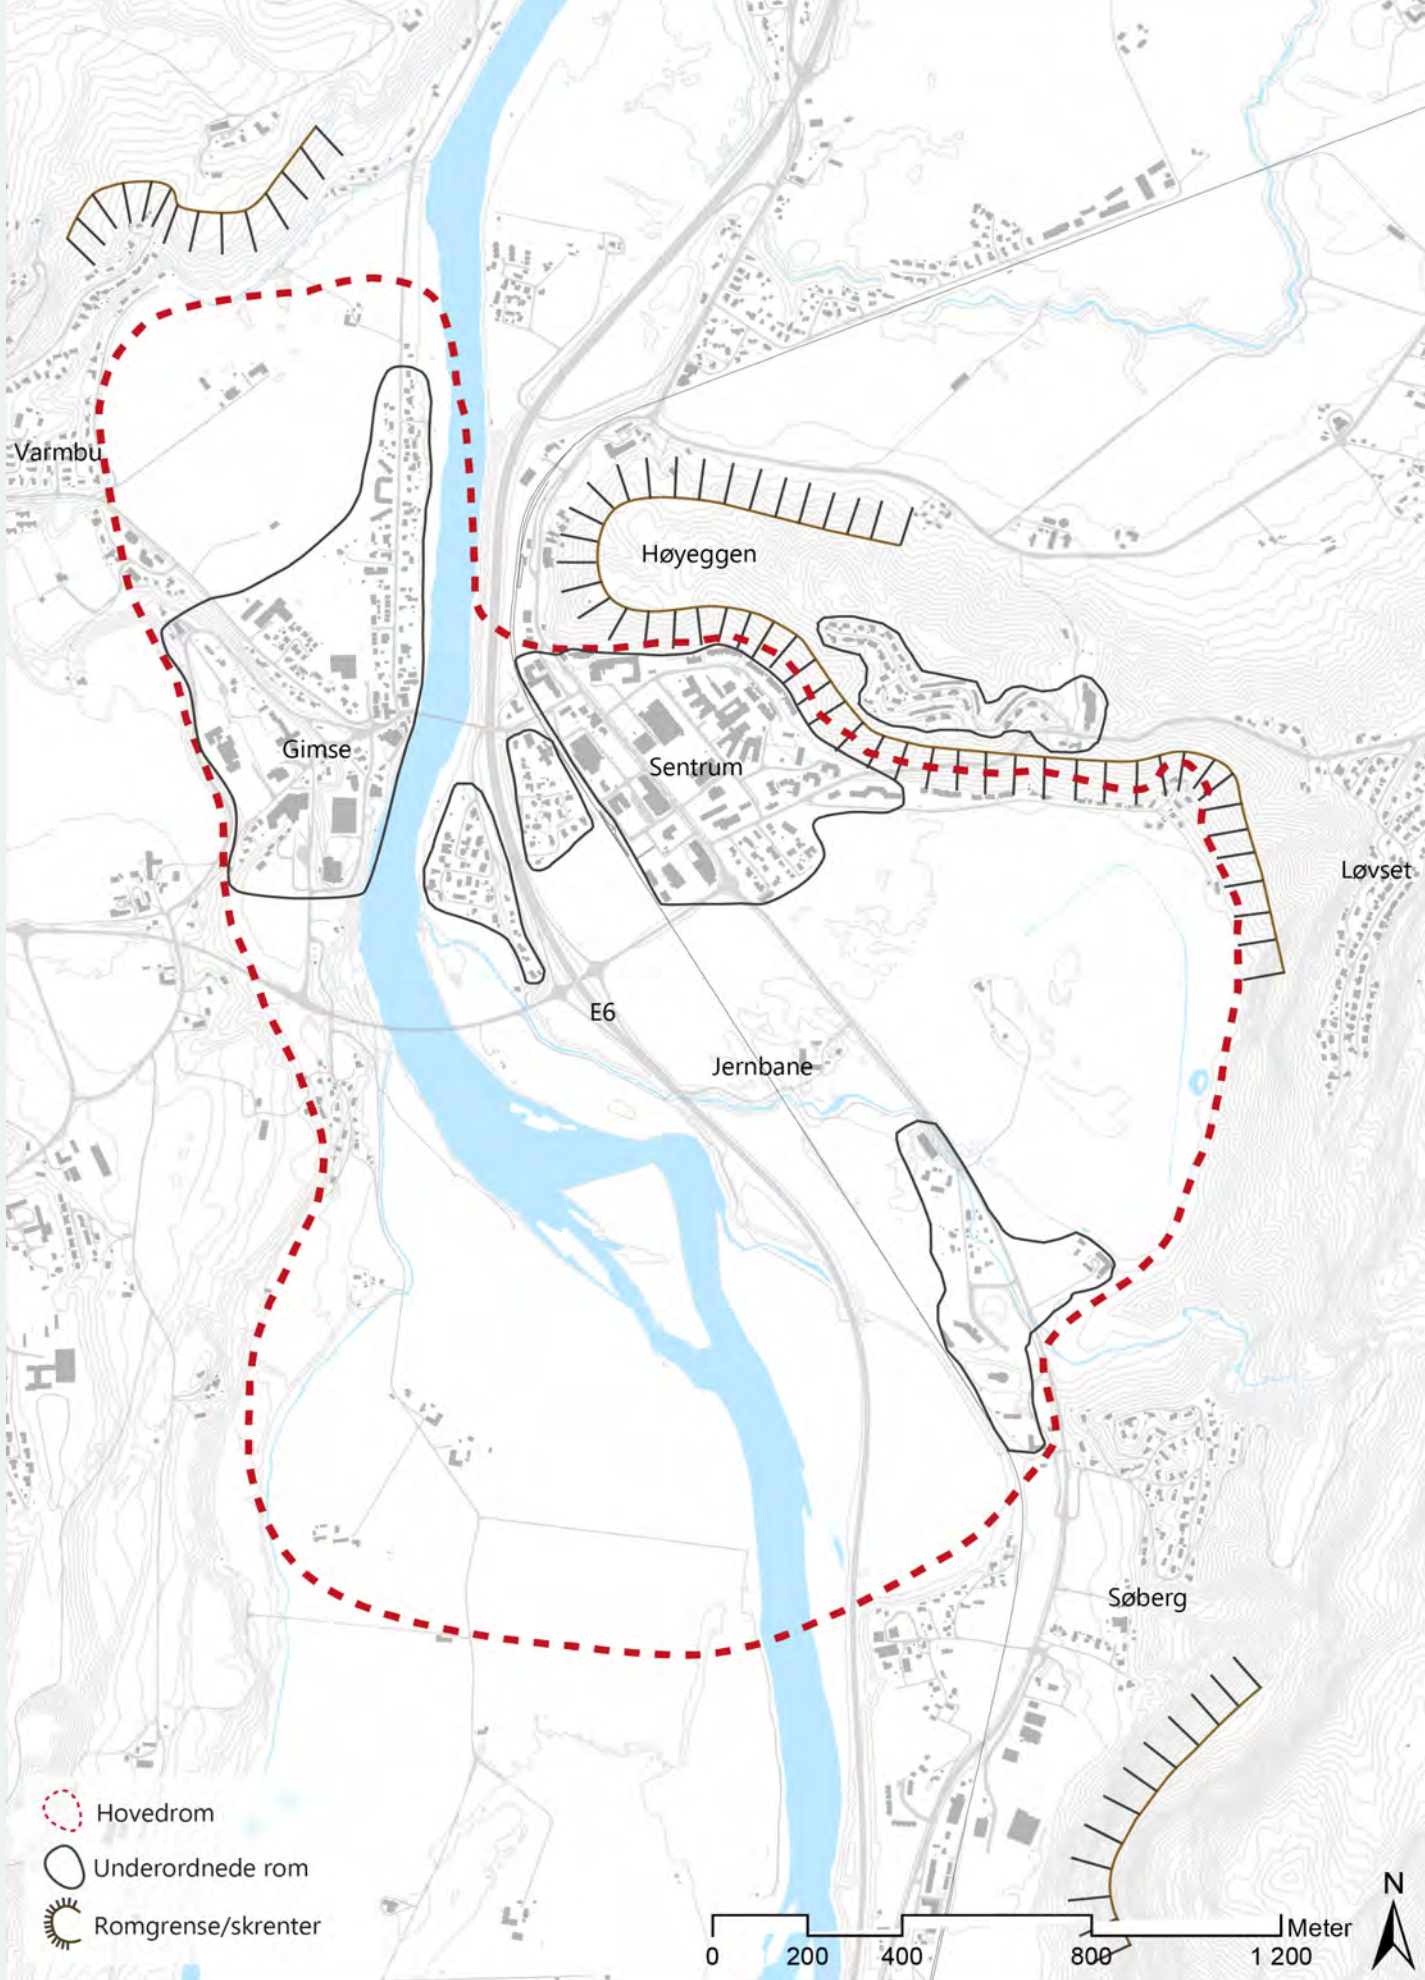 Varmbu
Høyeggen
Gimse
Sentrum
Løvset
E6
Jernbane
Søberg
Hovedrom
Underordnede rom
Romgrense/skrenter
N
Meter
0 200 400 800 1 200